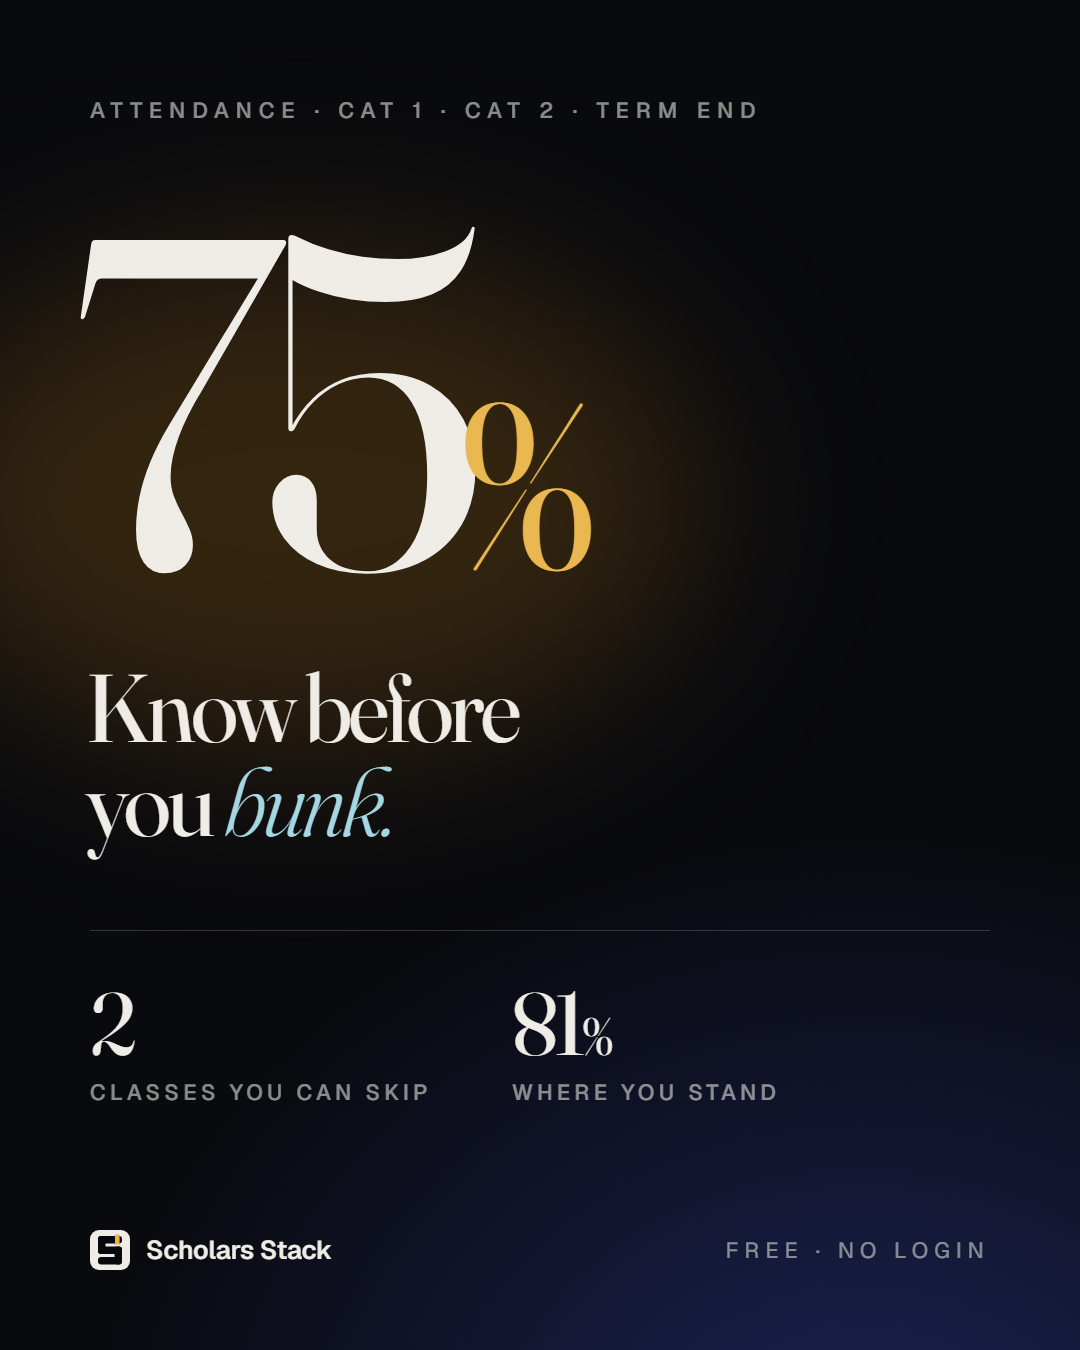 ATTENDANCE · CAT 1 · CAT 2 · TERM END
75%
Know before
you bunk.
2
CLASSES YOU CAN SKIP
81%
WHERE YOU STAND
Scholars Stack
FREE · NO LOGIN